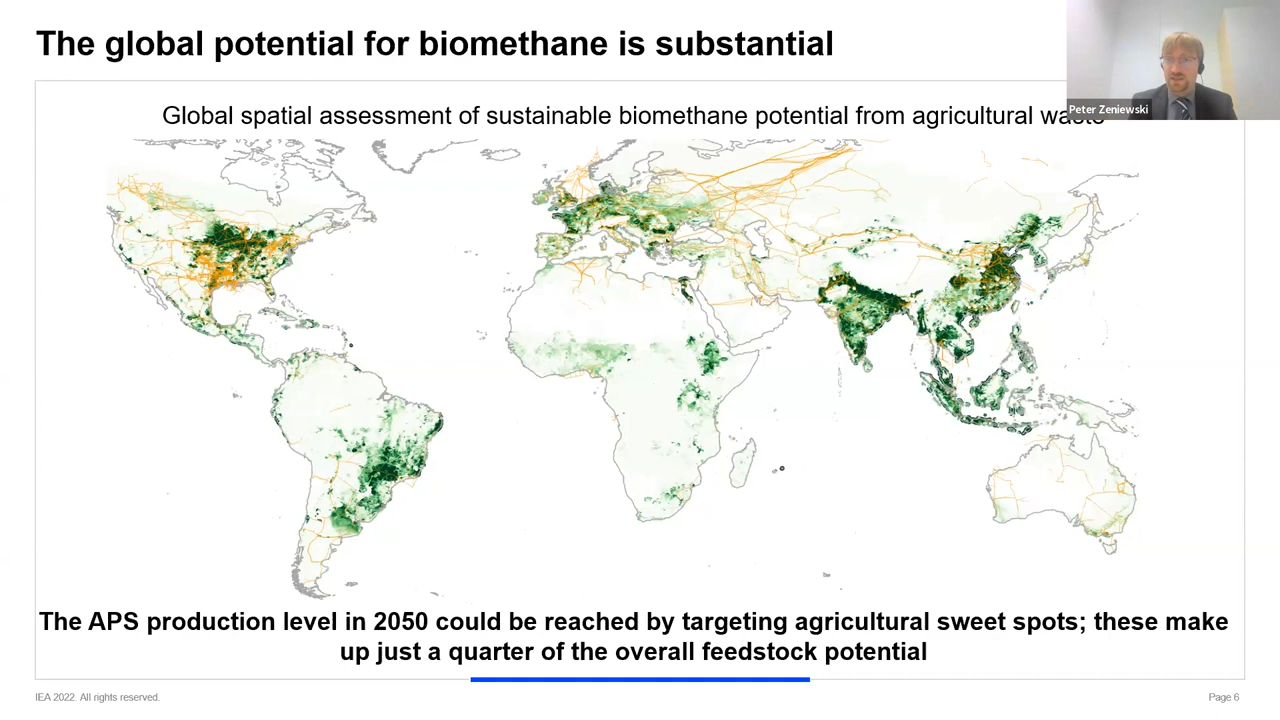 The global potential for biomethane is substantial
Peter Zeniewski
Global spatial assessment of sustainable biomethane potential from agricultural waste
The APS production level in 2050 could be reached by targeting agricultural sweet spots; these make
up just a quarter of the overall feedstock potential
IEA 2022. All rights reserved.
Page 6